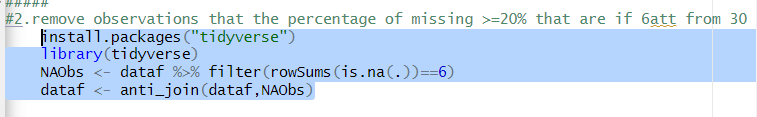 #####
#2.remove observations that the percentage of missing >=20% that are if 6att from 30
install.packages("tidyverse")
library(tidyverse)
NAObs <- dataf %>% filter(rowSums(is.na(.))==6)
dataf <- anti_join(dataf,NAObs)